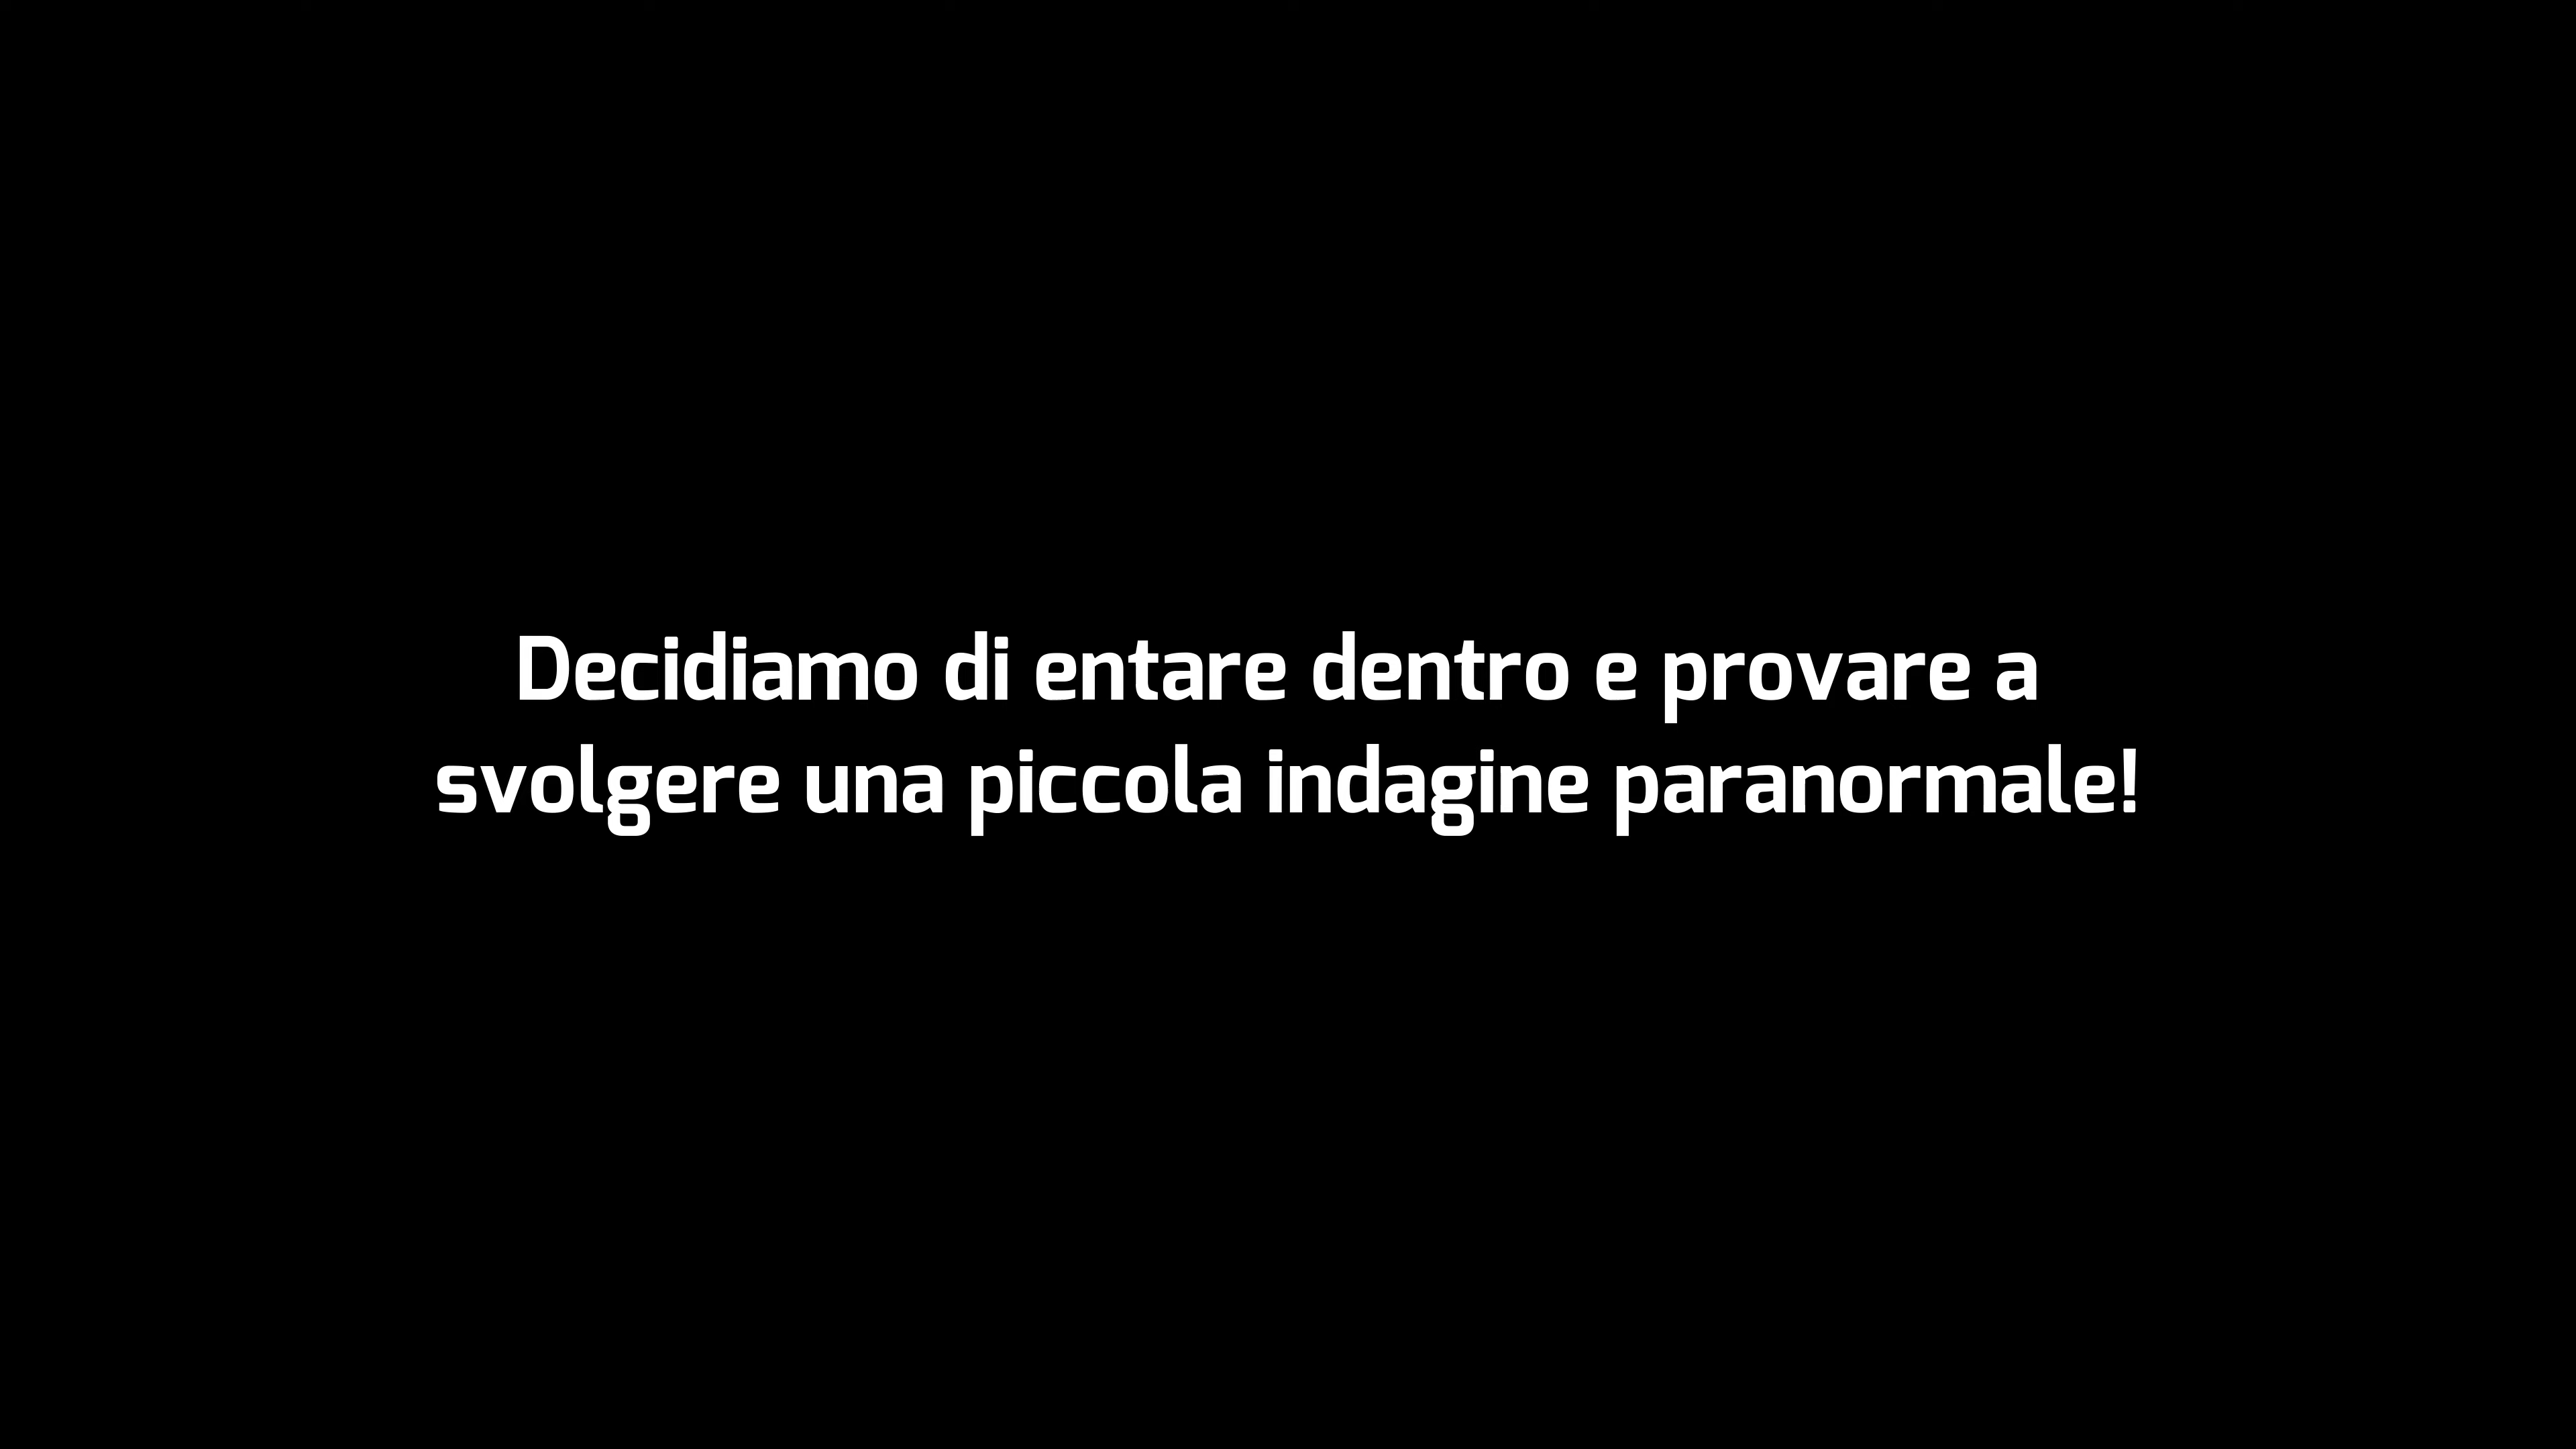 Decidiamo di entare dentro e provare a
svolgere una piccola indagine paranormale!